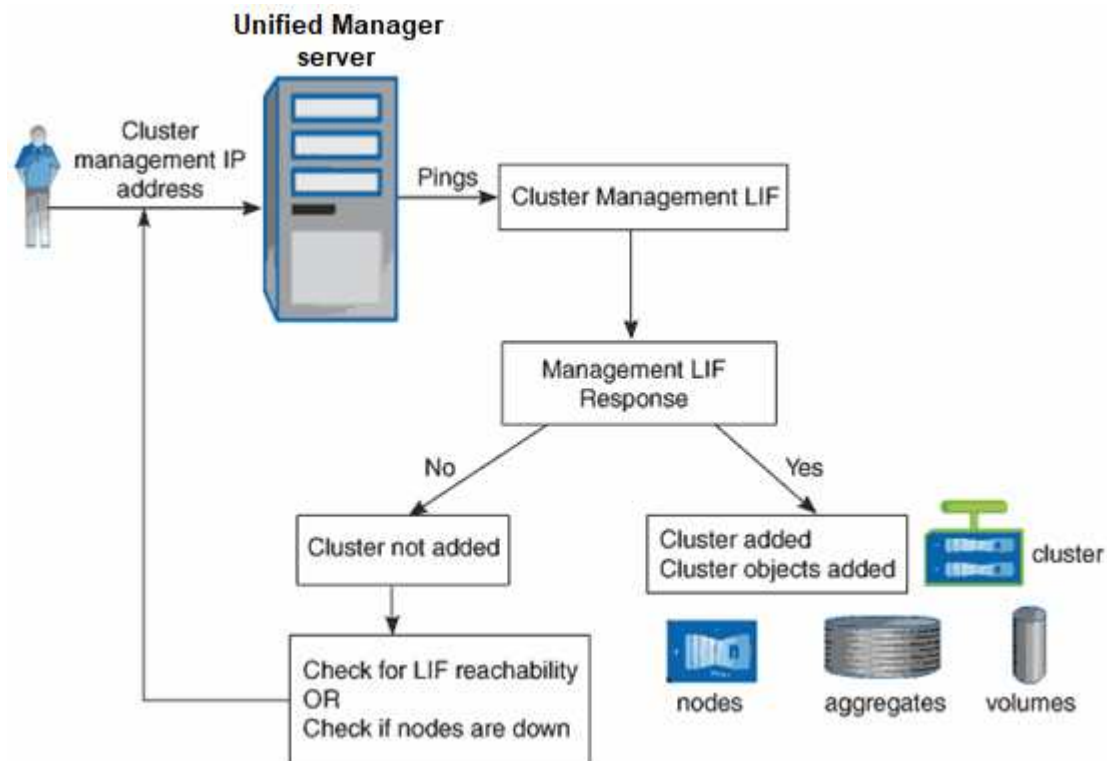 Unified Manager
server
Cluster
management IP
address
Pings
Cluster Management LIF
Management LIF
Response
No
Yes
Cluster not added
Cluster added
Cluster objects added
cluster
Check for LIF reachability
OR
Check if nodes are down
nodes
aggregates
volumes